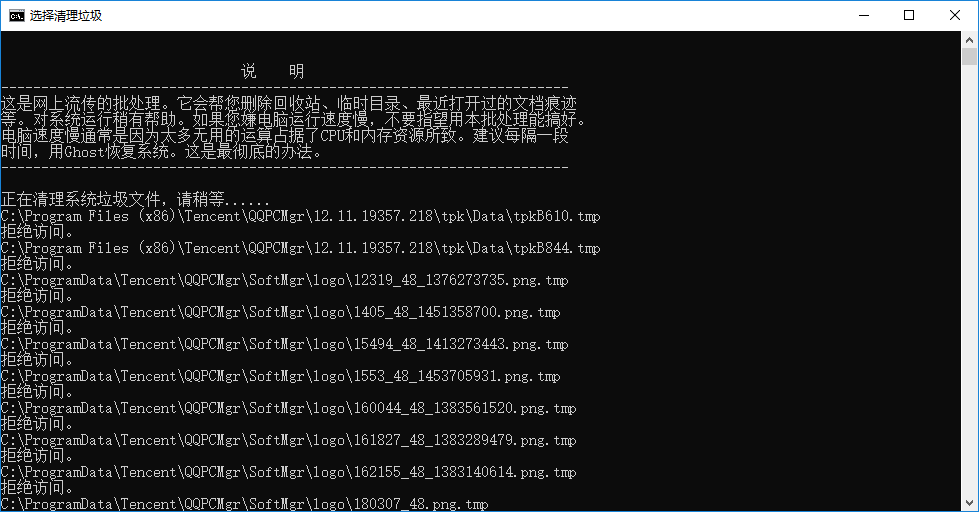 选择清理垃圾
说 明
-----------------------------------------------------------------------
这是网上流传的批处理。它会帮您删除回收站、临时目录、最近打开过的文档痕迹
等。对系统运行稍有帮助。如果您嫌电脑运行速度慢，不要指望用本批处理能搞好。
电脑速度慢通常是因为太多无用的运算占据了CPU和内存资源所致。建议每隔一段
时间，用Ghost恢复系统。这是最彻底的办法。
-----------------------------------------------------------------------
正在清理系统垃圾文件，请稍等......
C:\Program Files (x86)\Tencent\QQPCMgr\12.11.19357.218\tpk\Data\tpkB610.tmp
拒绝访问。
C:\Program Files (x86)\Tencent\QQPCMgr\12.11.19357.218\tpk\Data\tpkB844.tmp
拒绝访问。
C:\ProgramData\Tencent\QQPCMgr\SoftMgr\logo\12319_48_1376273735.png.tmp
拒绝访问。
C:\ProgramData\Tencent\QQPCMgr\SoftMgr\logo\1405_48_1451358700.png.tmp
拒绝访问。
C:\ProgramData\Tencent\QQPCMgr\SoftMgr\logo\15494_48_1413273443.png.tmp
拒绝访问。
C:\ProgramData\Tencent\QQPCMgr\SoftMgr\logo\1553_48_1453705931.png.tmp
拒绝访问。
C:\ProgramData\Tencent\QQPCMgr\SoftMgr\logo\160044_48_1383561520.png.tmp
拒绝访问。
C:\ProgramData\Tencent\QQPCMgr\SoftMgr\logo\161827_48_1383289479.png.tmp
拒绝访问。
C:\ProgramData\Tencent\QQPCMgr\SoftMgr\logo\162155_48_1383140614.png.tmp
拒绝访问。
C:\ProgramData\Tencent\QQPCMgr\SoftMgr\logo\180307_48.png.tmp